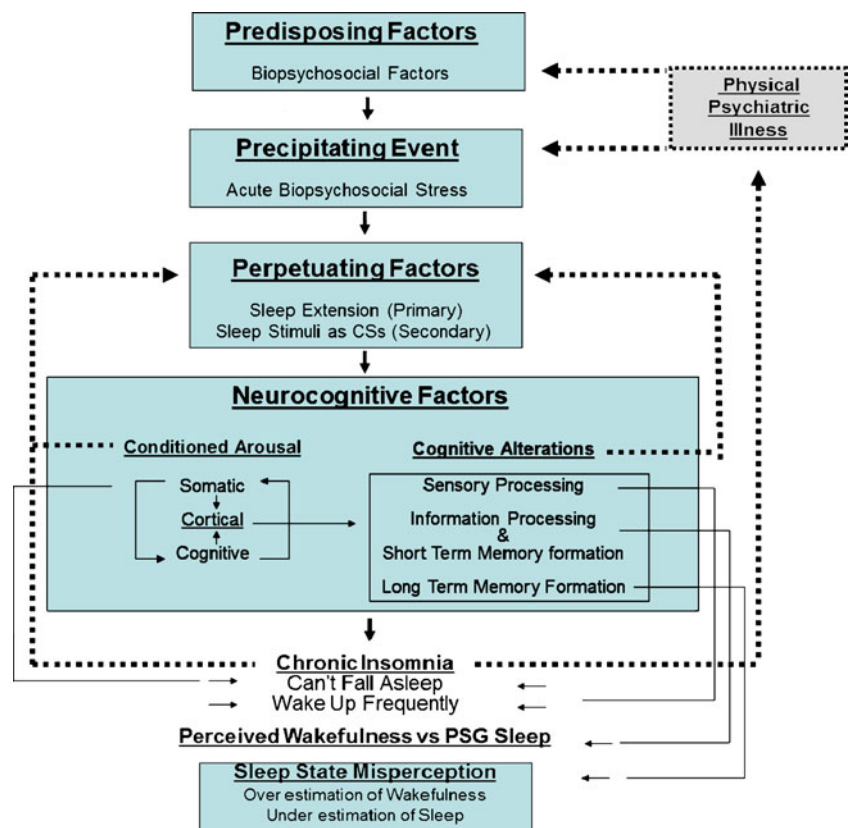 Predisposing Factors
Biopsychosocial Factors
Physical
Psychiatric
Illness
Precipitating Event
Acute Biopsychosocial Stress
Perpetuating Factors
Sleep Extension (Primary)
Sleep Stimuli as CSs (Secondary)
Neurocognitive Factors
Conditioned Arousal
Somatic
Cortical
Cognitive
Cognitive Alterations
Sensory Processing
Information Processing
&
Short Term Memory formation
Long Term Memory Formation
Chronic Insomnia
Can't Fall Asleep
Wake Up Frequently
Perceived Wakefulness vs PSG Sleep
Sleep State Misperception
Over estimation of Wakefulness
Under estimation of Sleep